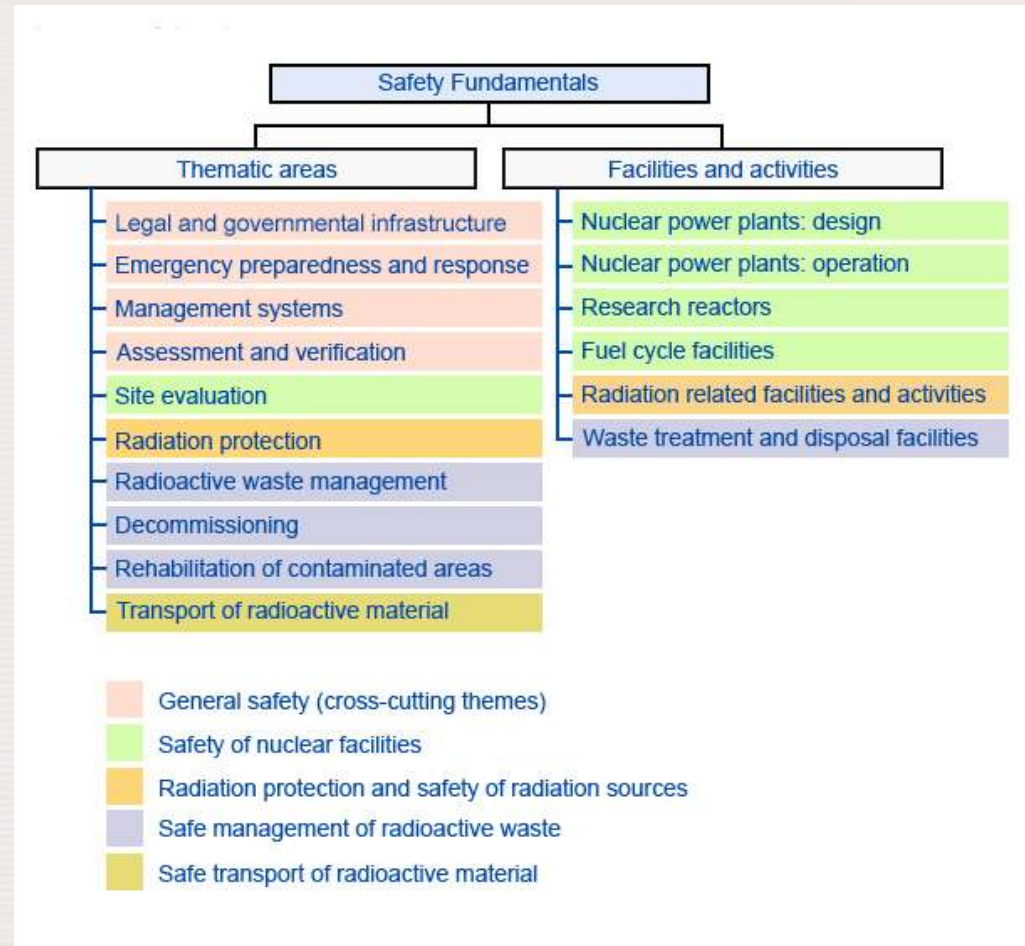 Safety Fundamentals
Thematic areas
Legal and governmental infrastructure
Emergency preparedness and response
Management systems
Assessment and verification
Site evaluation
Radiation protection
Radioactive waste management
Decommissioning
Rehabilitation of contaminated areas
Transport of radioactive material
Facilities and activities
Nuclear power plants: design
Nuclear power plants: operation
Research reactors
Fuel cycle facilities
Radiation related facilities and activities
Waste treatment and disposal facilities
General safety (cross-cutting themes)
Safety of nuclear facilities
Radiation protection and safety of radiation sources
Safe management of radioactive waste
Safe transport of radioactive material